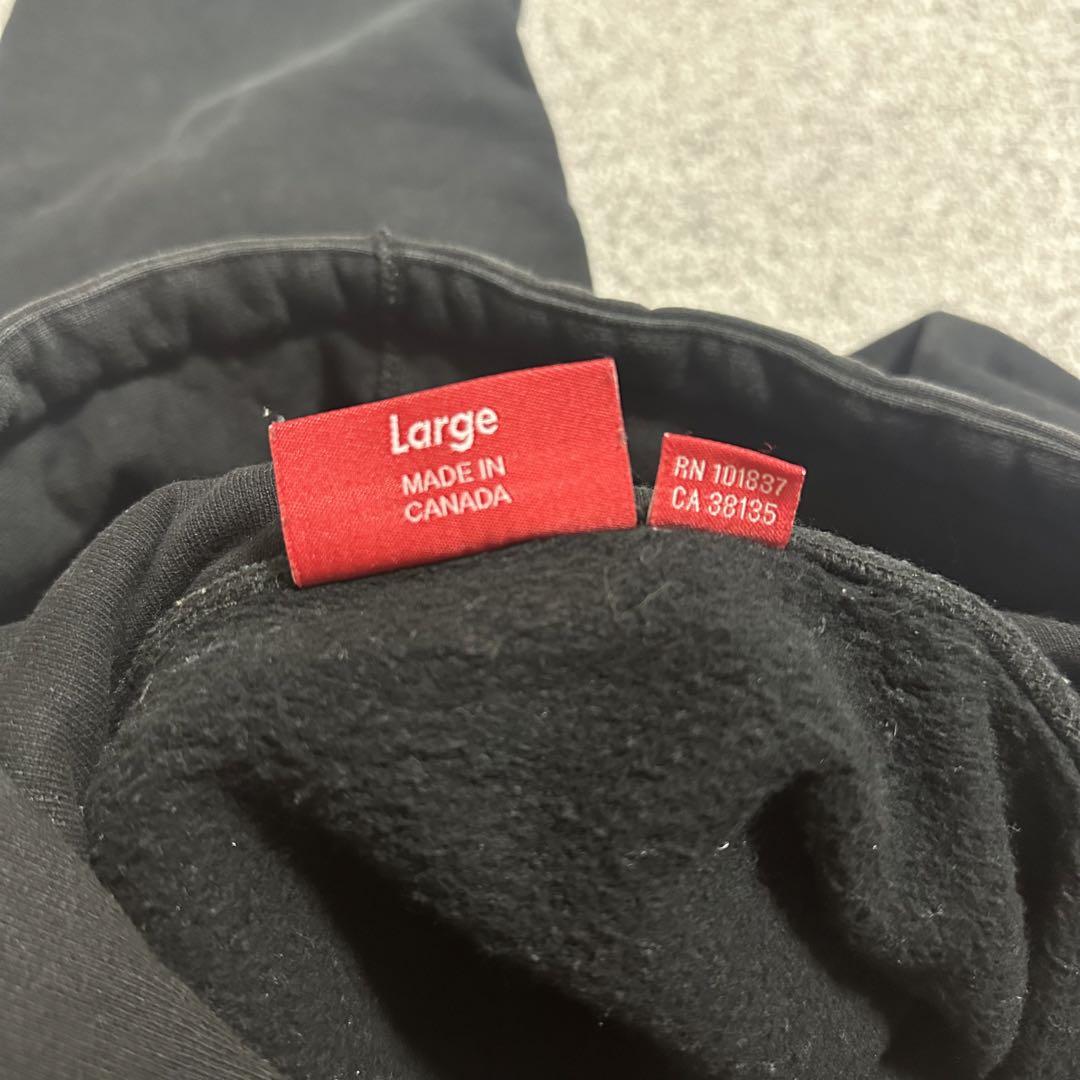 Large
MADE IN
CANADA
RN 101837
CA 38135